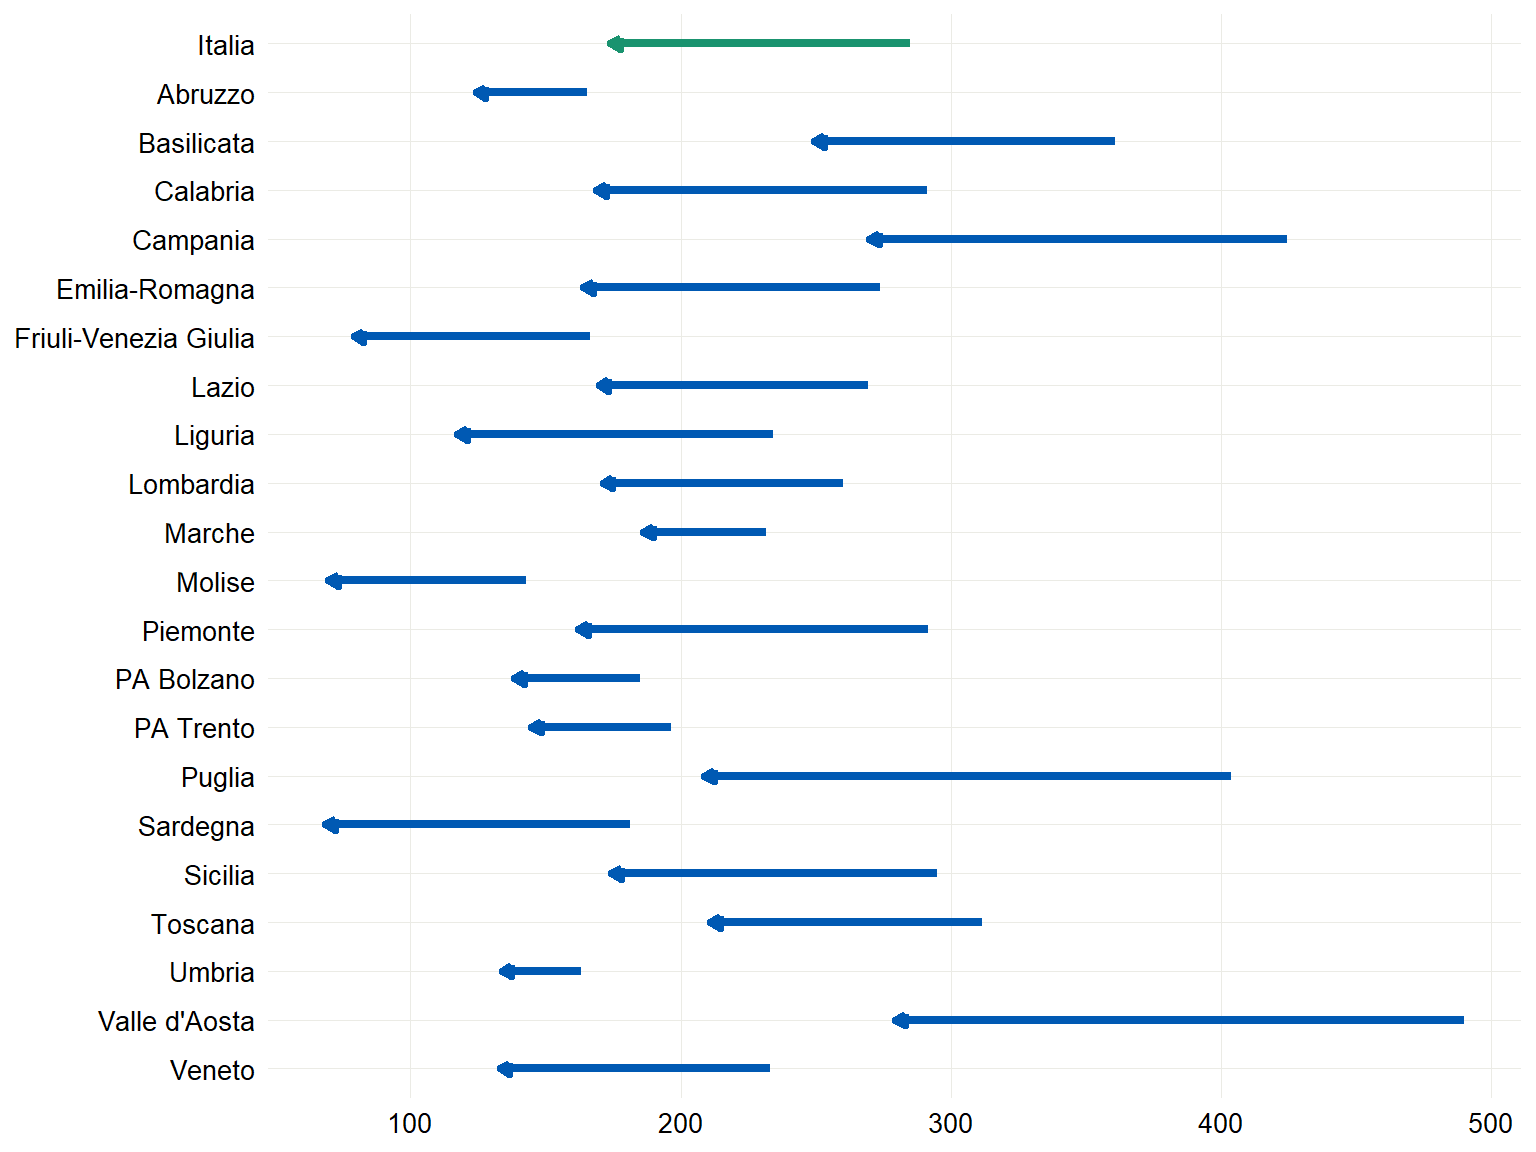 Italia
Abruzzo
Basilicata
Calabria
Campania
Emilia-Romagna
Friuli-Venezia Giulia
Lazio
Liguria
Lombardia
Marche
Molise
Piemonte
PA Bolzano
PA Trento
Puglia
Sardegna
Sicilia
Toscana
Umbria
Valle d'Aosta
Veneto
100 200 300 400 500